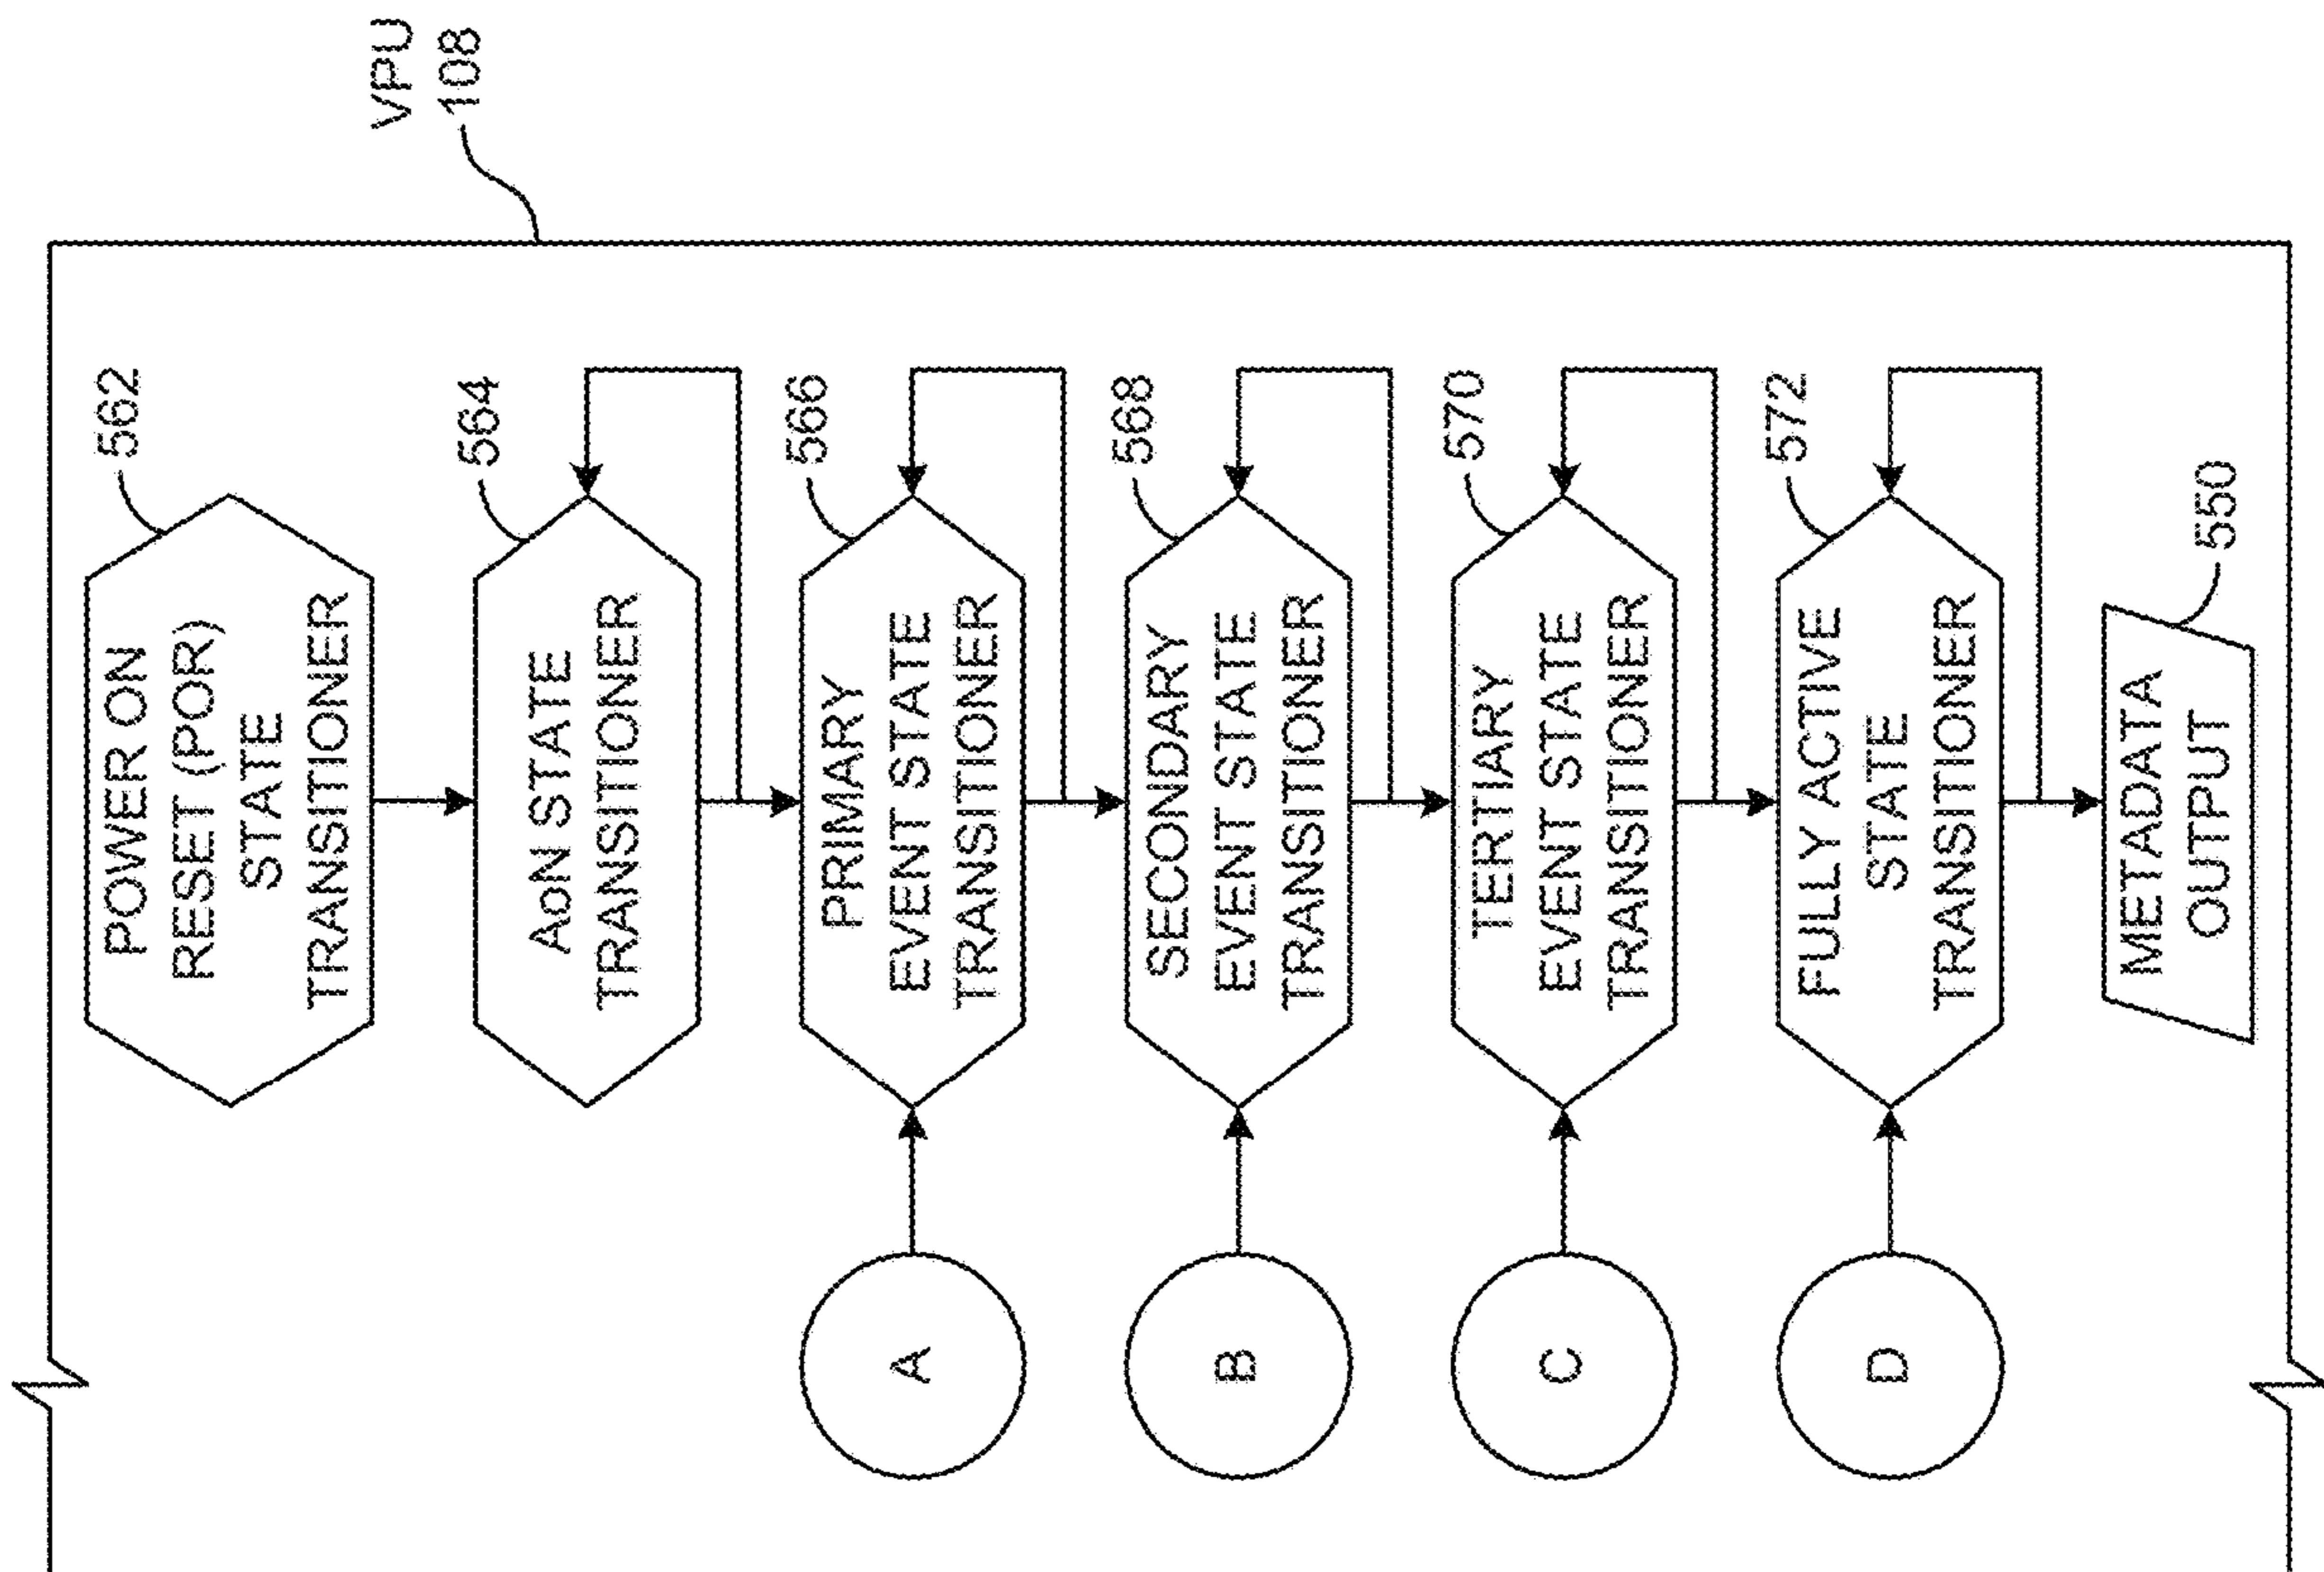 VPU
108
562
POWER ON
RESET (POR)
STATE
TRANSITIONER
564
AoN STATE
TRANSITIONER
566
PRIMARY
EVENT STATE
TRANSITIONER
A
568
SECONDARY
EVENT STATE
TRANSITIONER
B
570
TERTIARY
EVENT STATE
TRANSITIONER
C
572
FULLY ACTIVE
STATE
TRANSITIONER
D
550
METADATA
OUTPUT